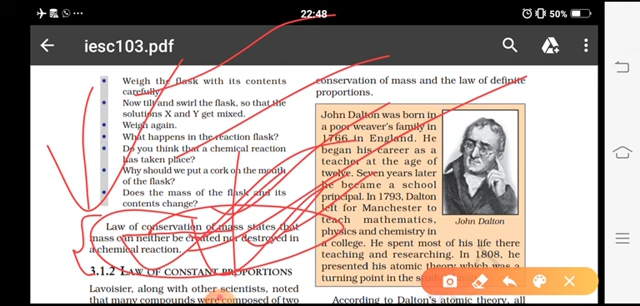 22:48
50%
iesc103.pdf
Weigh the flask with its contents
carefully.
Now tilt and swirl the flask, so that the
solutions X and Y get mixed.
Weigh again.
What happens in the reaction flask?
Do you think that a chemical reaction
has taken place?
Why should we put a cork on the mouth
of the flask?
Does the mass of the flask and its
contents change?
Law of conservation of mass states that
mass can neither be created nor destroyed in
a chemical reaction.
3.1.2 LAW OF CONSTANT PROPORTIONS
Lavoisier, along with other scientists, noted
that many compounds were composed of two
conservation of mass and the law of definite
proportions.
John Dalton was born in
a poor weaver's family in
1766 in England. He
began his career as a
teacher at the age of
twelve. Seven years later
he became a school
principal. In 1793, Dalton
left for Manchester to
teach mathematics,
physics and chemistry in
a college. He spent most of his life there
teaching and researching. In 1808, he
presented his atomic theory which was a
turning point in the
John Dalton
According to Dalton's atomic theory, all